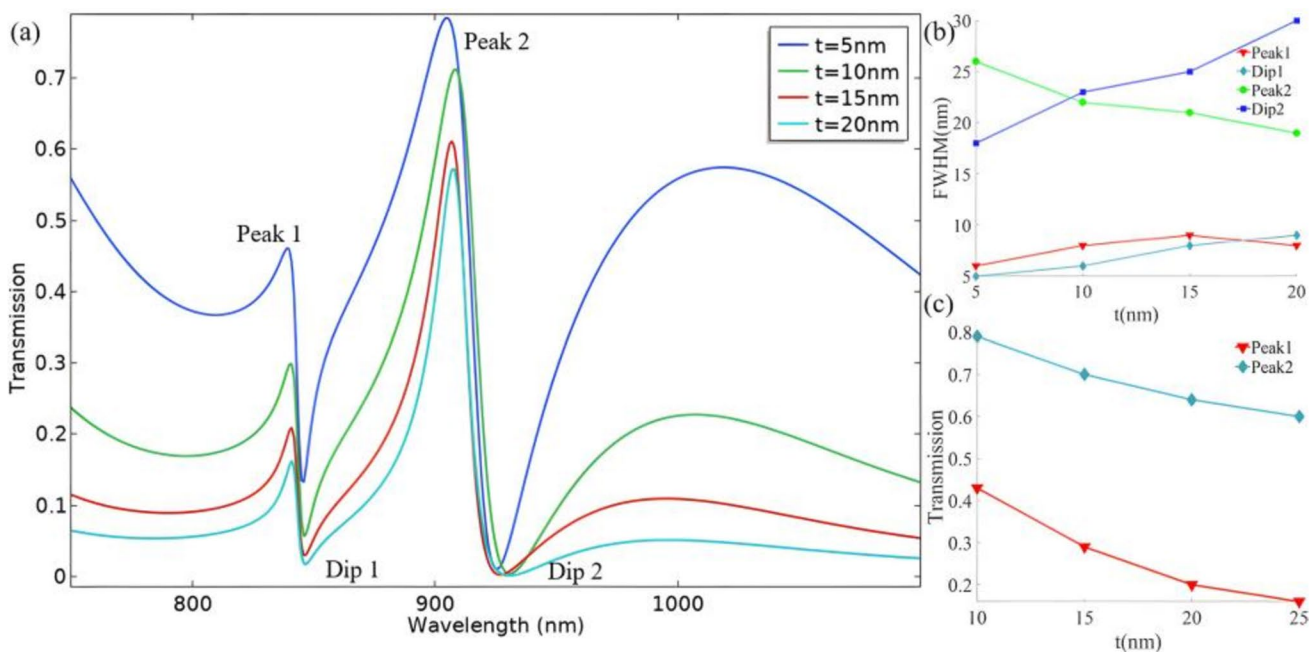 (a)
Peak 2
Peak 1
Dip 1
Dip 2
t=5nm
t=10nm
t=15nm
t=20nm
Transmission
0.7
0.6
0.5
0.4
0.3
0.2
0.1
0
800
900
1000
Wavelength (nm)
(b)
FWHM(nm)
30
25
20
15
10
5
5
10
15
20
t(nm)
Peak1
Dip1
Peak2
Dip2
(c)
Transmission
0.8
0.7
0.6
0.5
0.4
0.3
0.2
10
15
20
25
t(nm)
Peak1
Peak2